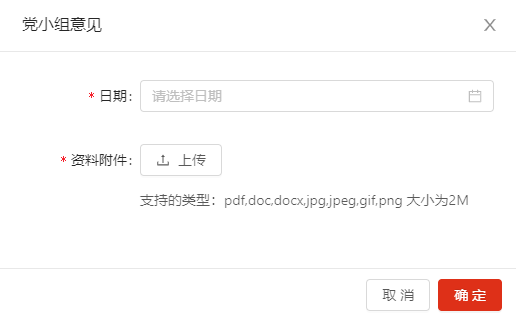 党小组意见
* 日期:
请选择日期
* 资料附件:
上传
支持的类型：pdf,doc,docx,jpg,jpeg,gif,png 大小为2M
取 消
确 定